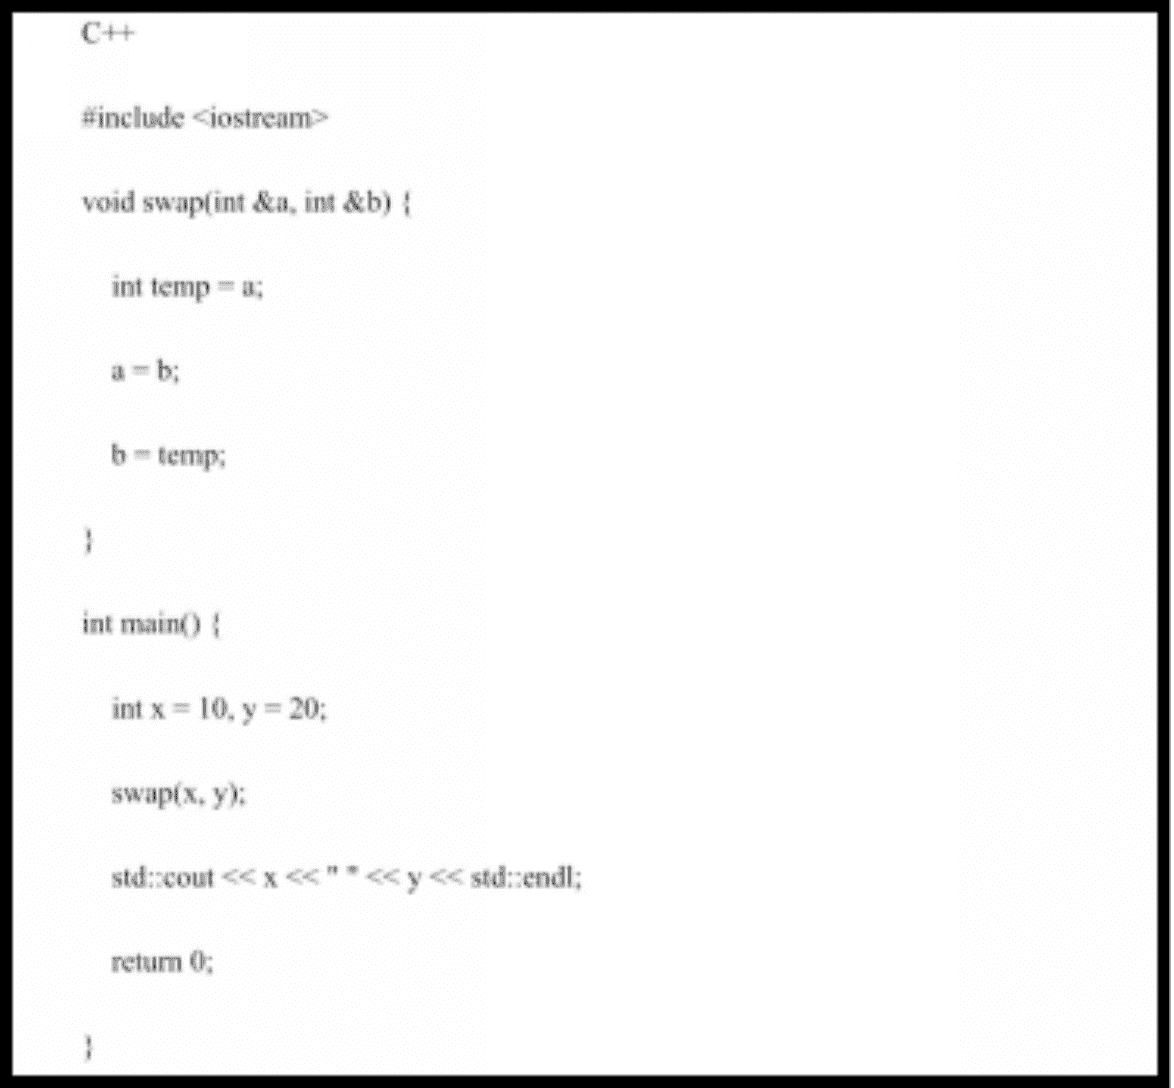 C++
#include <iostream>
void swap(int &a, int &b) {
int temp = a;
a = b;
b = temp;
}
int main() {
int x = 10, y = 20;
swap(x, y);
std::cout << x << " " << y << std::endl;
return 0;
}